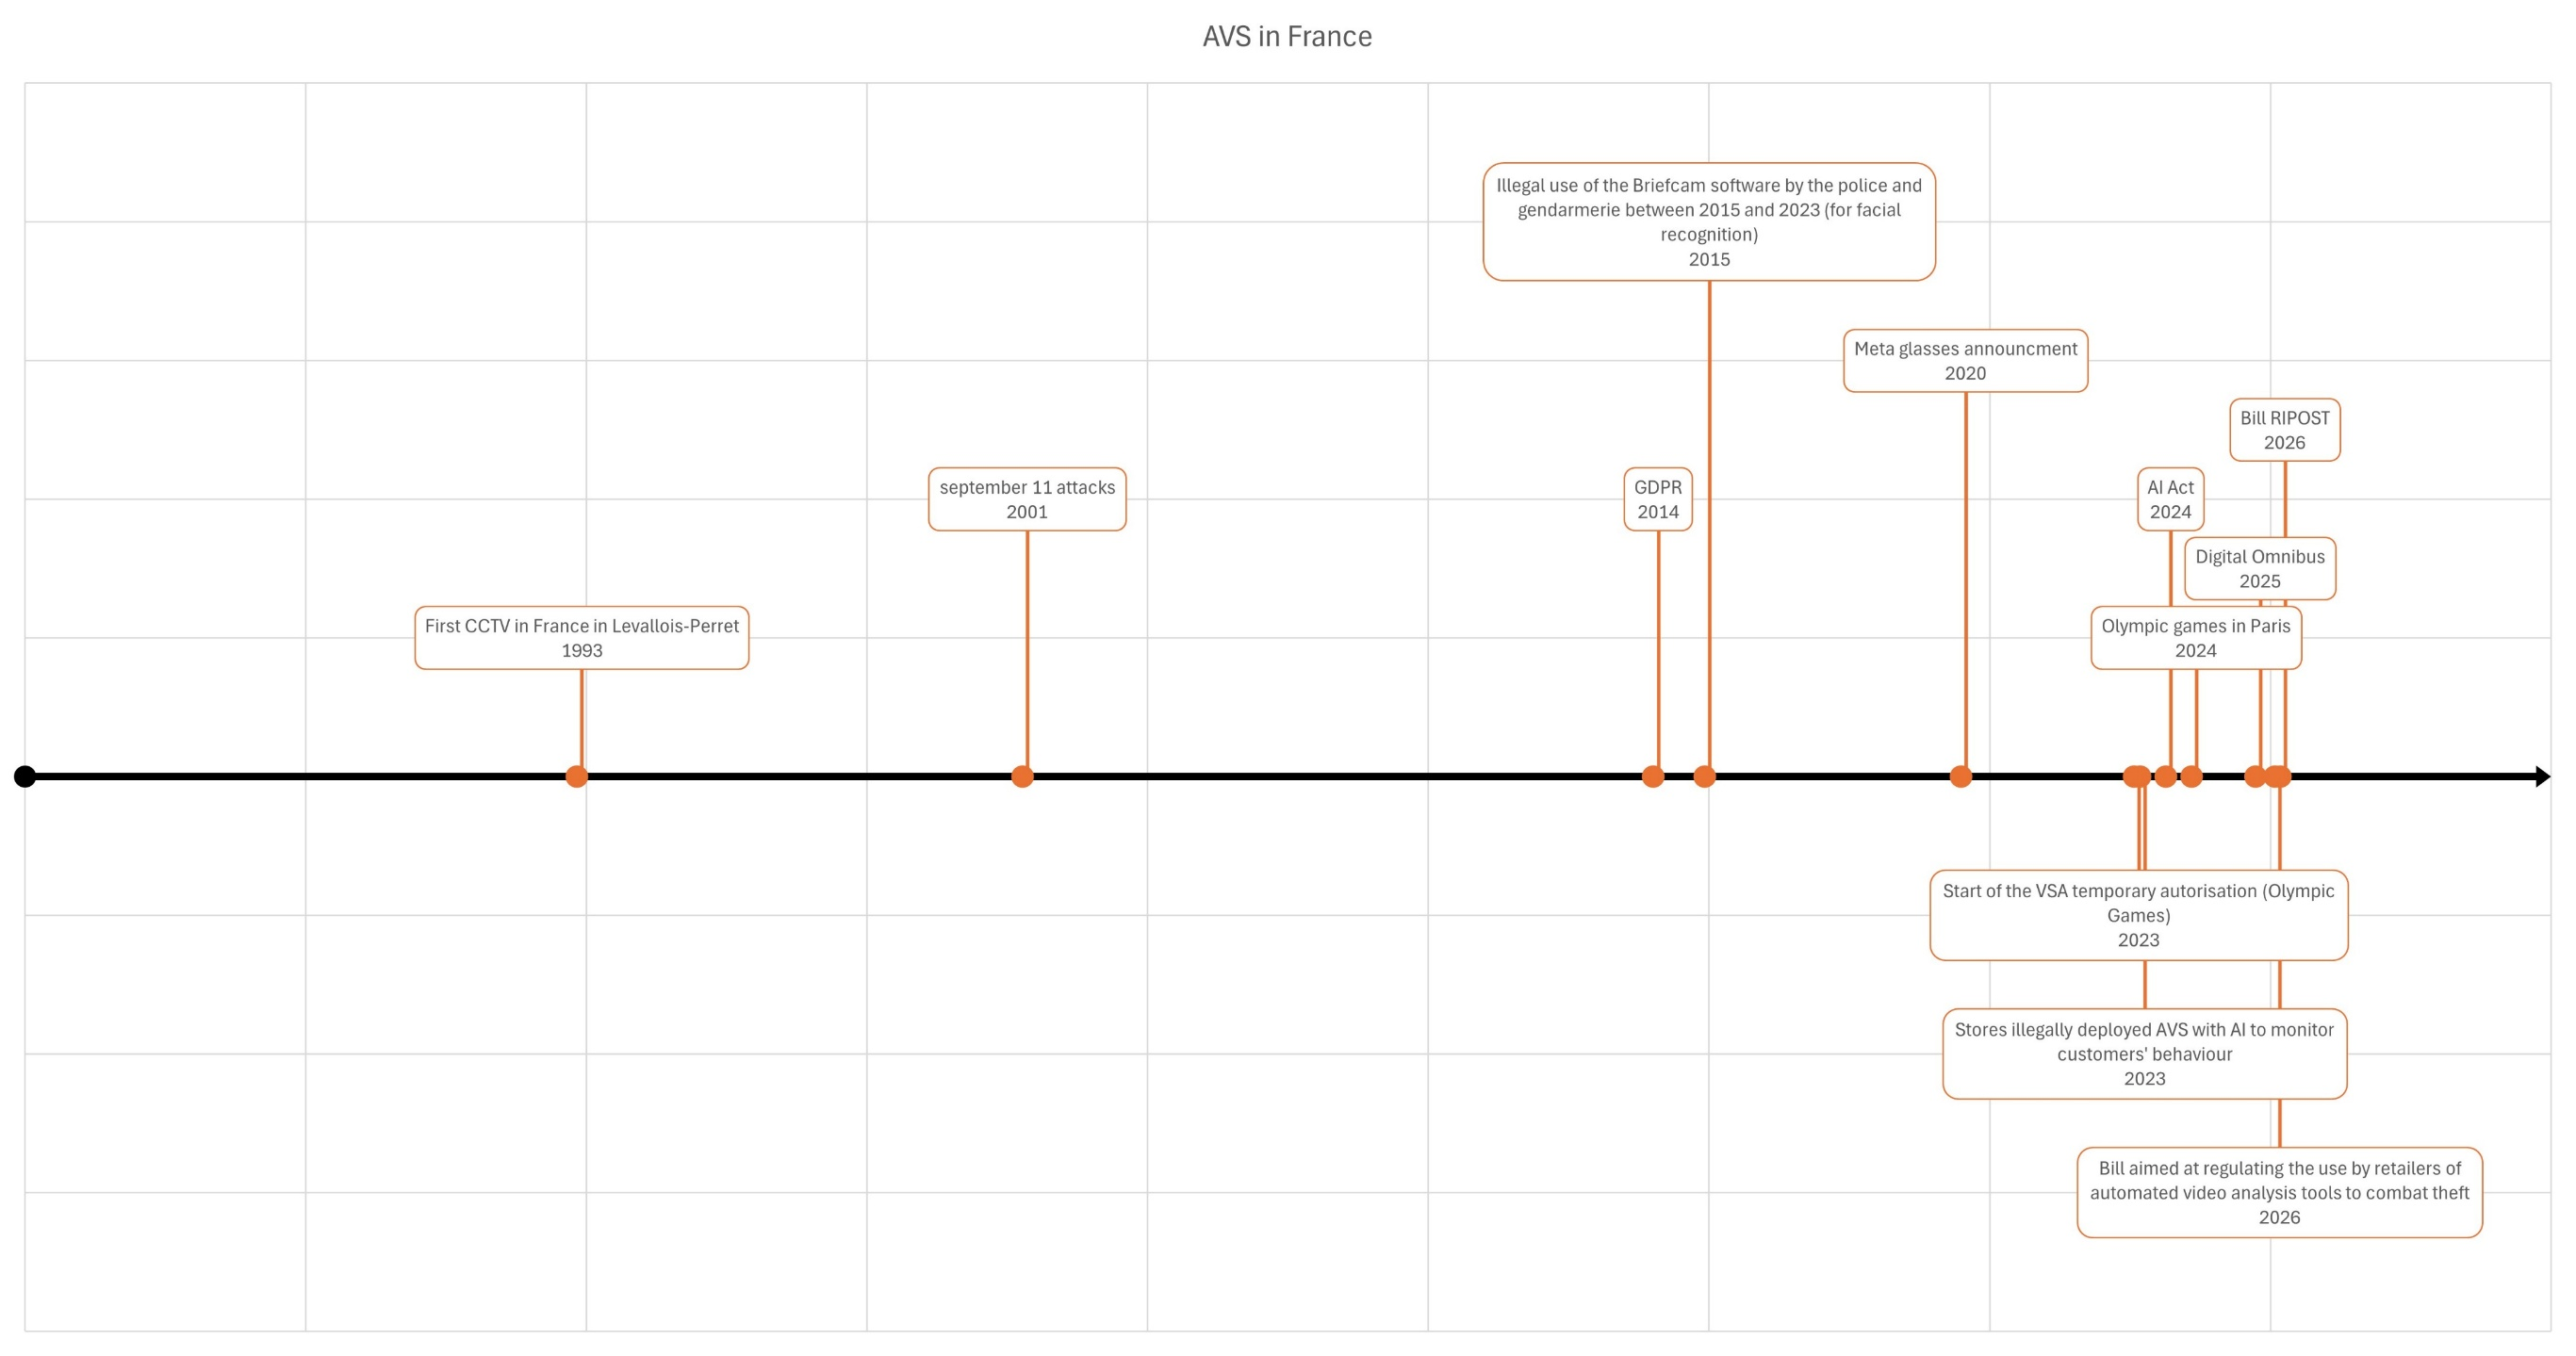 AVS in France
Illegal use of the Briefcam software by the police and
gendarmerie between 2015 and 2023 (for facial
recognition)
2015
Meta glasses announcment
2020
Bill RIPOST
2026
september 11 attacks
2001
GDPR
2014
AI Act
2024
Digital Omnibus
2025
First CCTV in France in Levallois-Perret
1993
Olympic games in Paris
2024
Start of the VSA temporary autorisation (Olympic
Games)
2023
Stores illegally deployed AVS with AI to monitor
customers' behaviour
2023
Bill aimed at regulating the use by retailers of
automated video analysis tools to combat theft
2026